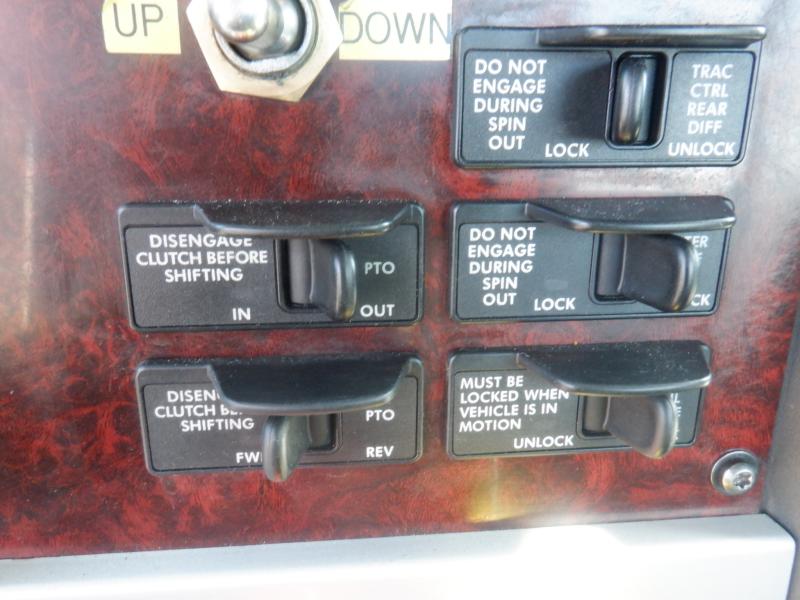 UP
DOWN
DO NOT
ENGAGE
DURING
SPIN
OUT
LOCK
TRAC
CTRL
REAR
DIFF
UNLOCK
DISENGAGE
CLUTCH BEFORE
SHIFTING
IN
PTO
OUT
DO NOT
ENGAGE
DURING
SPIN
OUT
LOCK
CLUTCH
SHIFTING
PTO
REV
MUST BE
LOCKED WHEN
VEHICLE IS IN
MOTION
UNLOCK